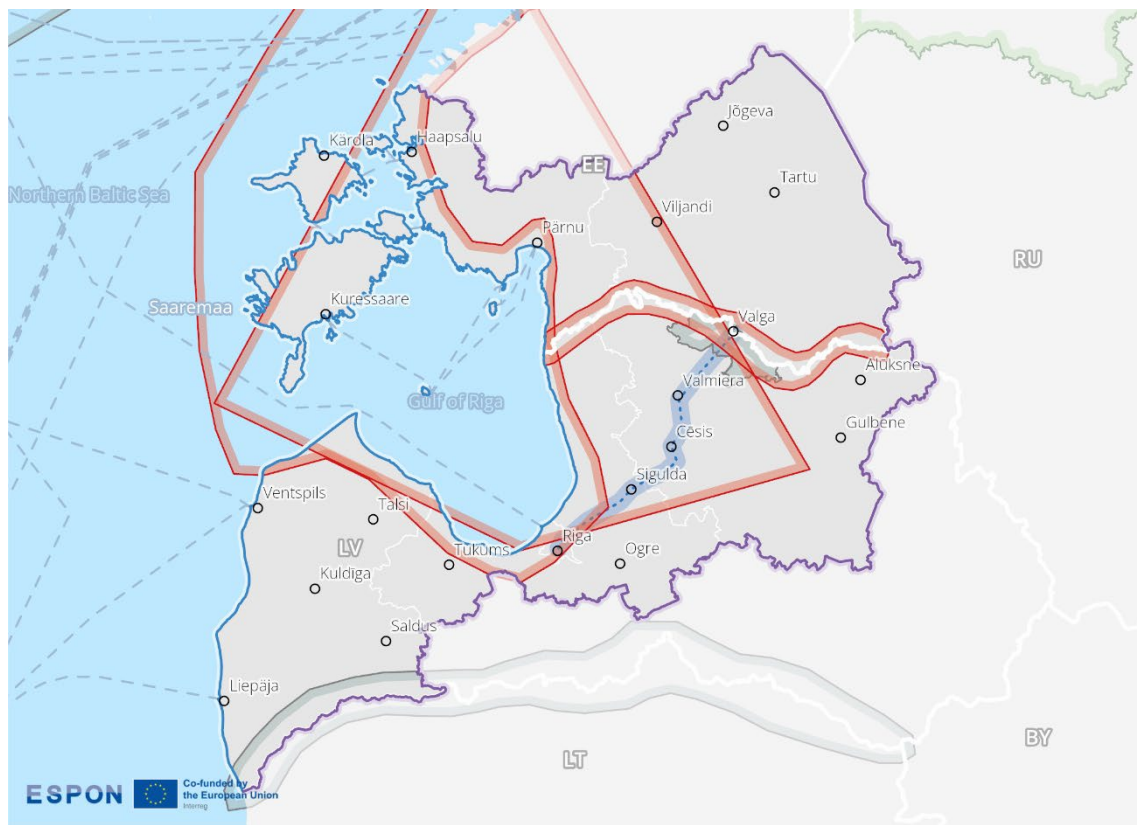 Jõgeva
Kärdla
Haapsalu
EE
Northern Baltic Sea
Tartu
Viljandi
Pärnu
RU
Saaremaa
Kuressaare
Valga
Alūksne
Valmiera
Gulf of Riga
Cēsis
Gulbene
Sigulda
Ventspils
Talsi
LV
Riga
Tukums
Ogre
Kuldīga
Saldus
Liepāja
BY
LT
ESPON
Co-funded by
the European Union
Interreg